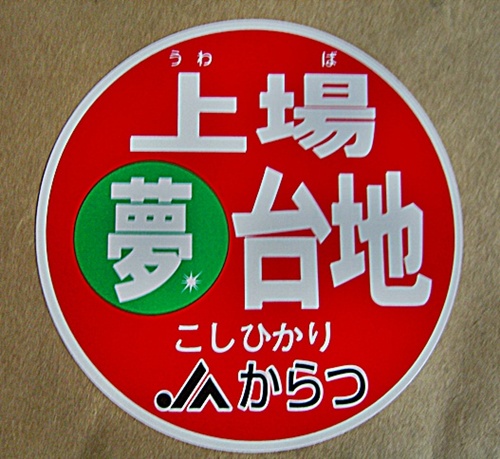 うわ ば
上場
夢台地
こしひかり
JAからつ